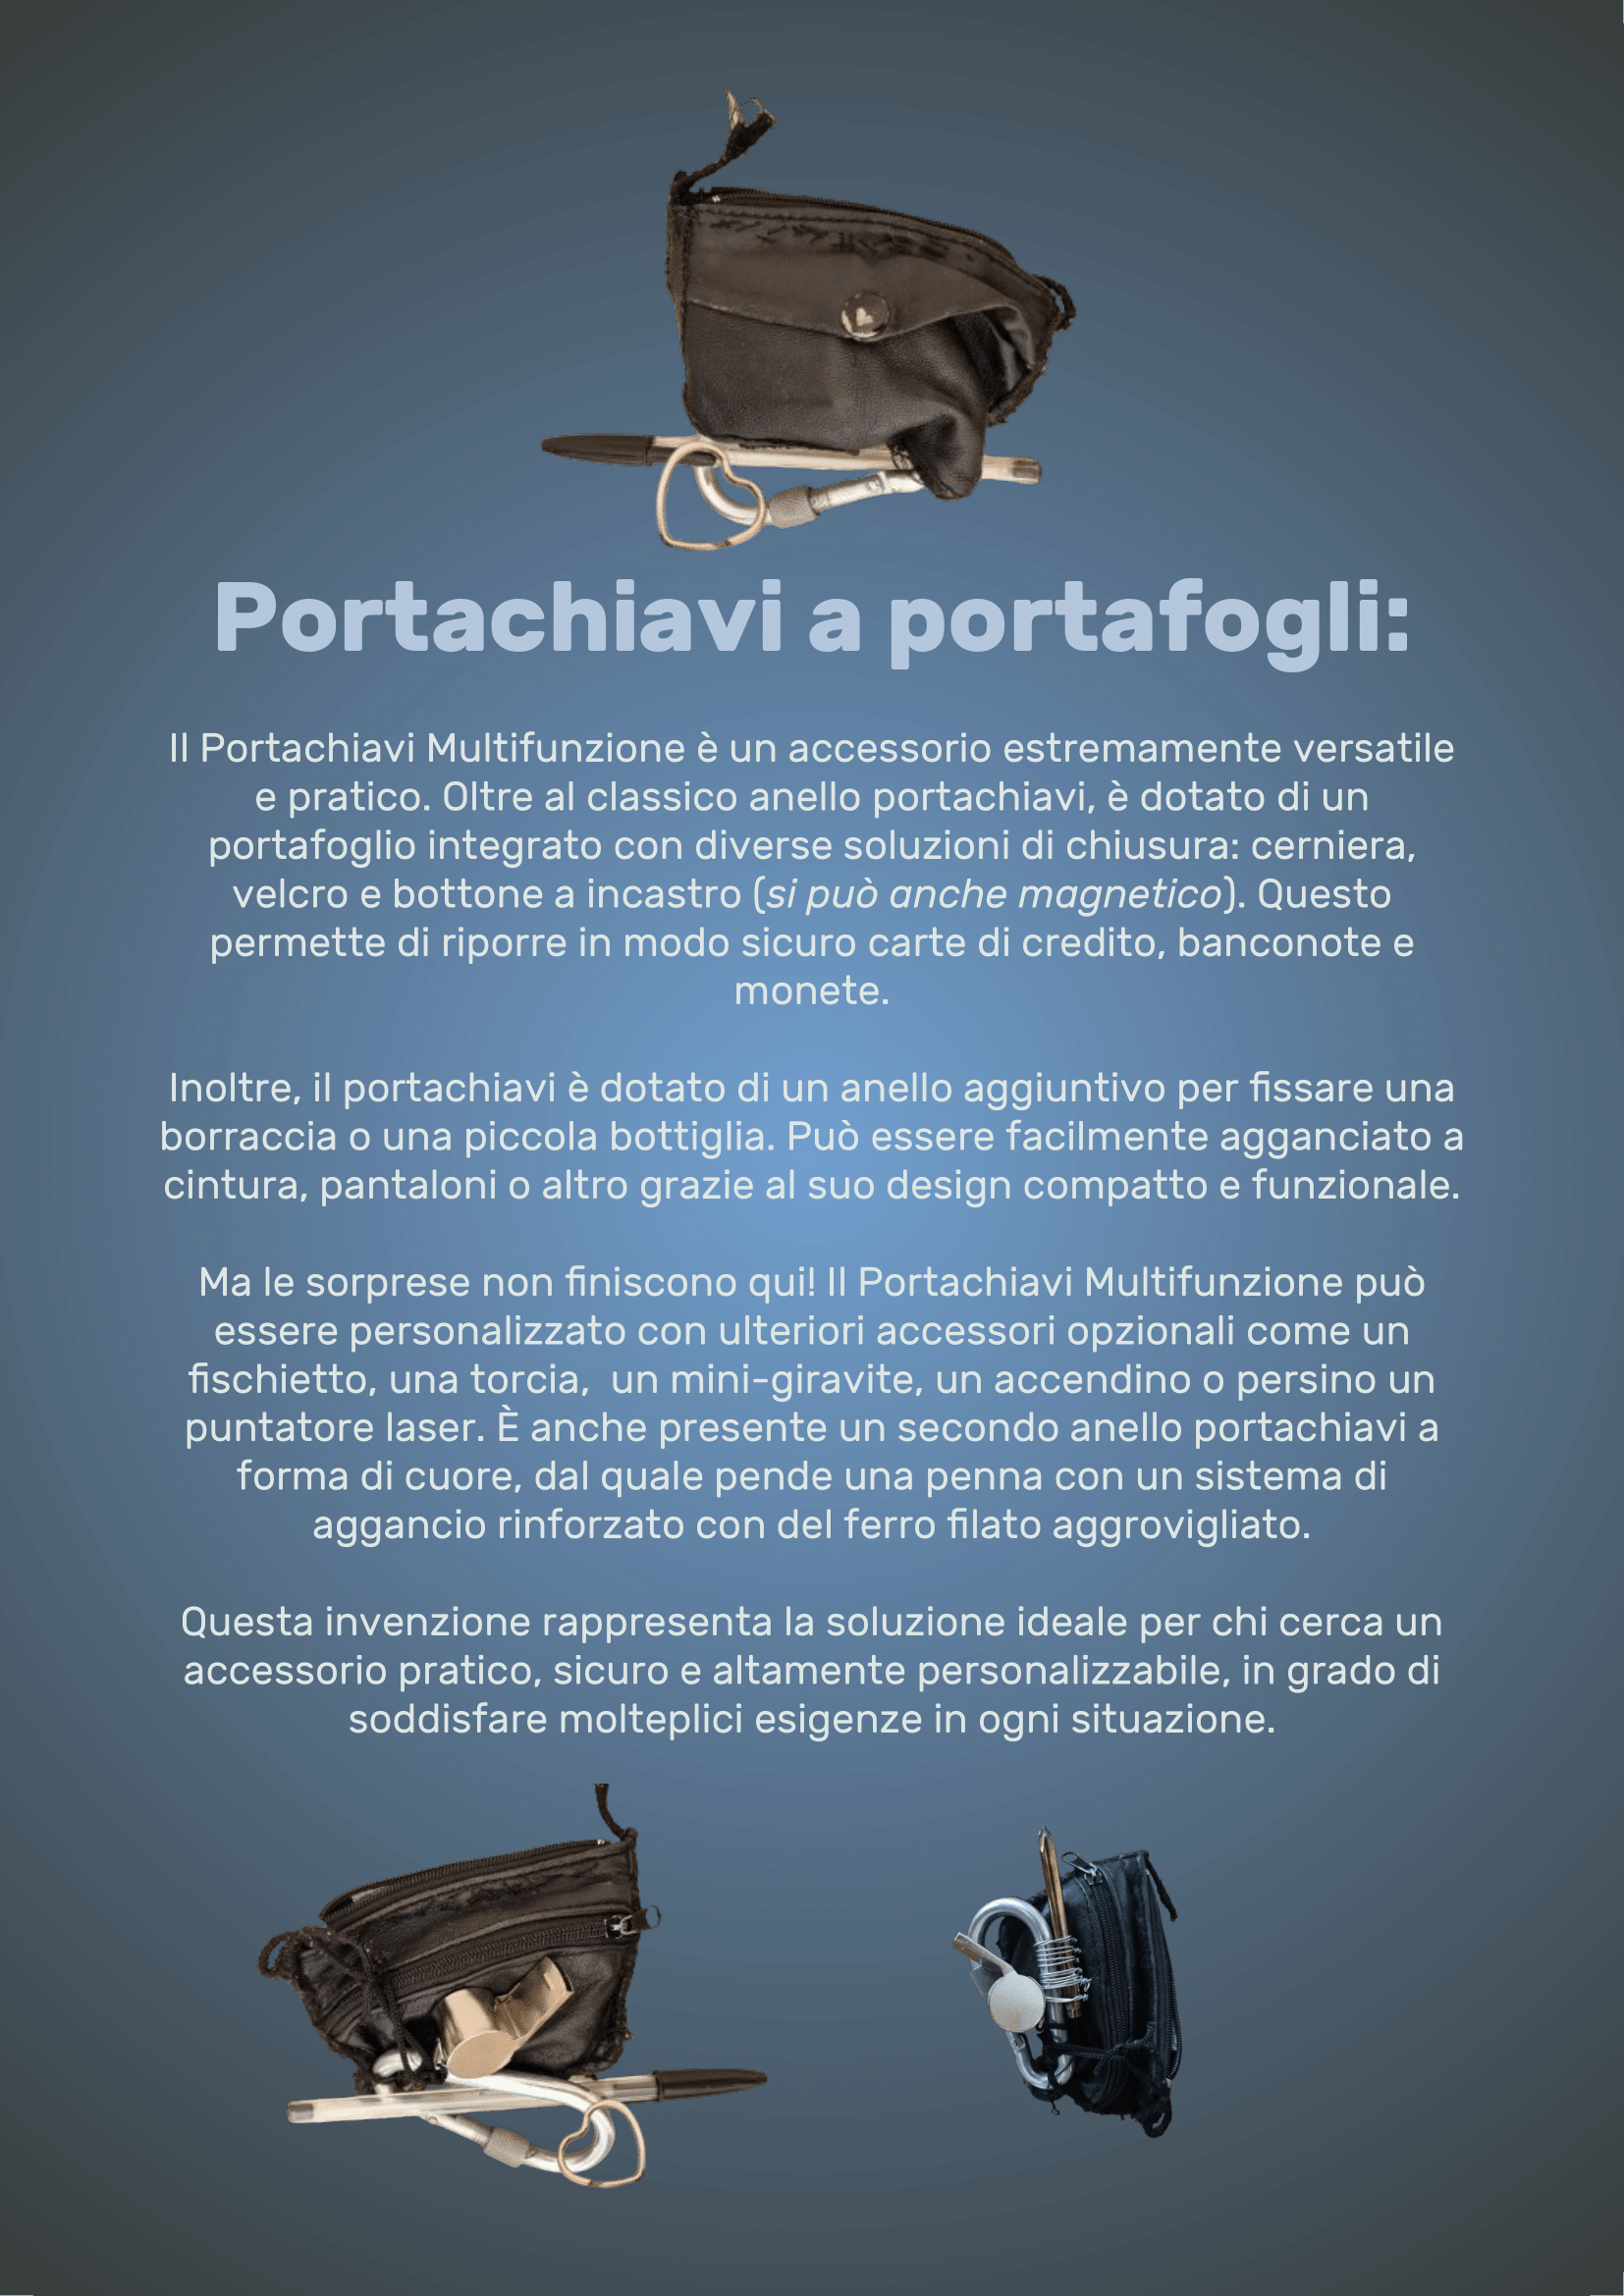 Portachiavi a portafogli:
Il Portachiavi Multifunzione è un accessorio estremamente versatile
e pratico. Oltre al classico anello portachiavi, è dotato di un
portafoglio integrato con diverse soluzioni di chiusura: cerniera,
velcro e bottone a incastro (si può anche magnetico). Questo
permette di riporre in modo sicuro carte di credito, banconote e
monete.
Inoltre, il portachiavi è dotato di un anello aggiuntivo per fissare una
borraccia o una piccola bottiglia. Può essere facilmente agganciato a
cintura, pantaloni o altro grazie al suo design compatto e funzionale.
Ma le sorprese non finiscono qui! Il Portachiavi Multifunzione può
essere personalizzato con ulteriori accessori opzionali come un
fischietto, una torcia,  un mini-giravite, un accendino o persino un
puntatore laser. È anche presente un secondo anello portachiavi a
forma di cuore, dal quale pende una penna con un sistema di
aggancio rinforzato con del ferro filato aggrovigliato.
Questa invenzione rappresenta la soluzione ideale per chi cerca un
accessorio pratico, sicuro e altamente personalizzabile, in grado di
soddisfare molteplici esigenze in ogni situazione.